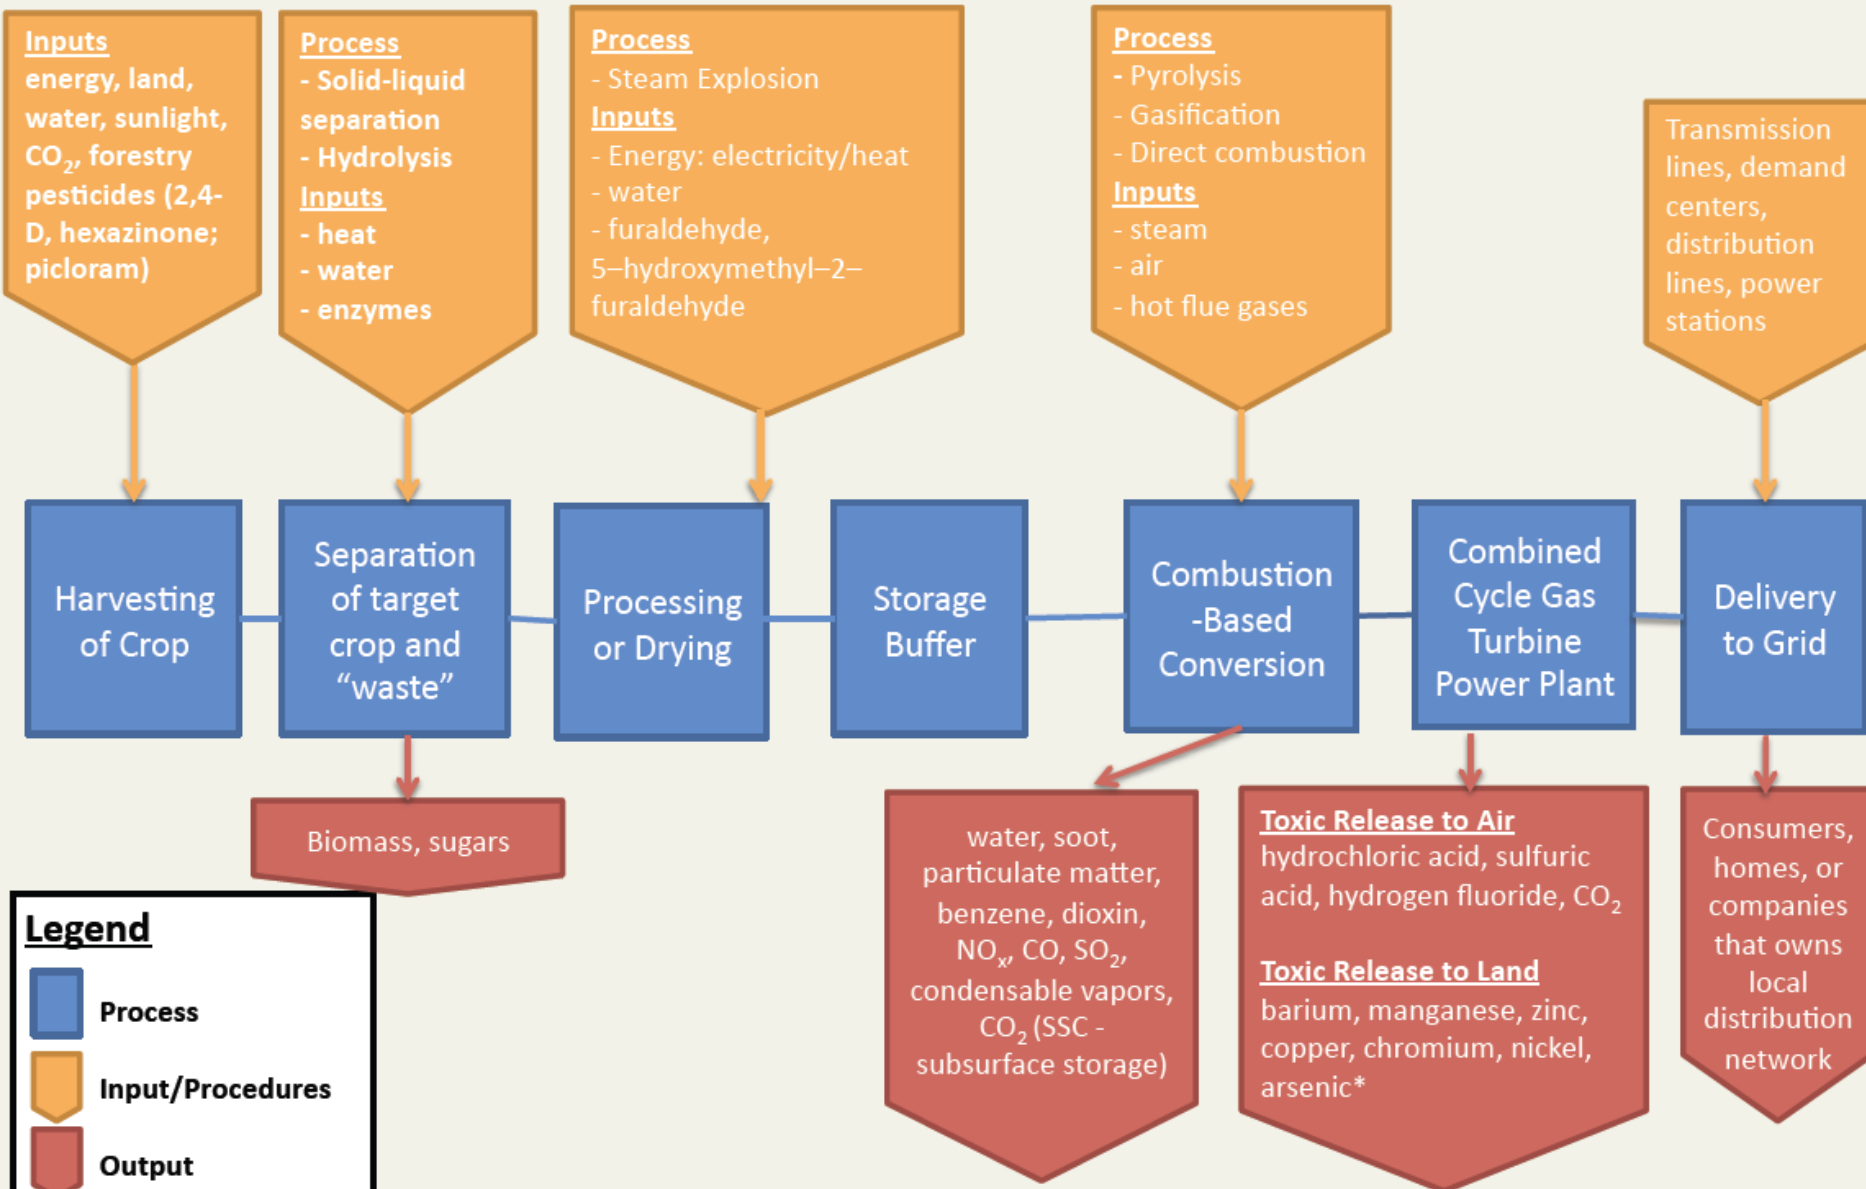 Inputs
energy, land,
water, sunlight,
CO₂, forestry
pesticides (2,4-
D, hexazinone;
picloram)
Process
- Solid-liquid
separation
- Hydrolysis
Inputs
- heat
- water
- enzymes
Process
- Steam Explosion
Inputs
- Energy: electricity/heat
- water
- furaldehyde,
5–hydroxymethyl–2–
furaldehyde
Process
- Pyrolysis
- Gasification
- Direct combustion
Inputs
- steam
- air
- hot flue gases
Transmission
lines, demand
centers,
distribution
lines, power
stations
Harvesting
of Crop
Separation
of target
crop and
“waste”
Processing
or Drying
Storage
Buffer
Combustion
-Based
Conversion
Combined
Cycle Gas
Turbine
Power Plant
Delivery
to Grid
Biomass, sugars
water, soot,
particulate matter,
benzene, dioxin,
NOₓ, CO, SO₂,
condensable vapors,
CO₂ (SSC -
subsurface storage)
Toxic Release to Air
hydrochloric acid, sulfuric
acid, hydrogen fluoride, CO₂
Toxic Release to Land
barium, manganese, zinc,
copper, chromium, nickel,
arsenic*
Consumers,
homes, or
companies
that owns
local
distribution
network
Legend
Process
Input/Procedures
Output